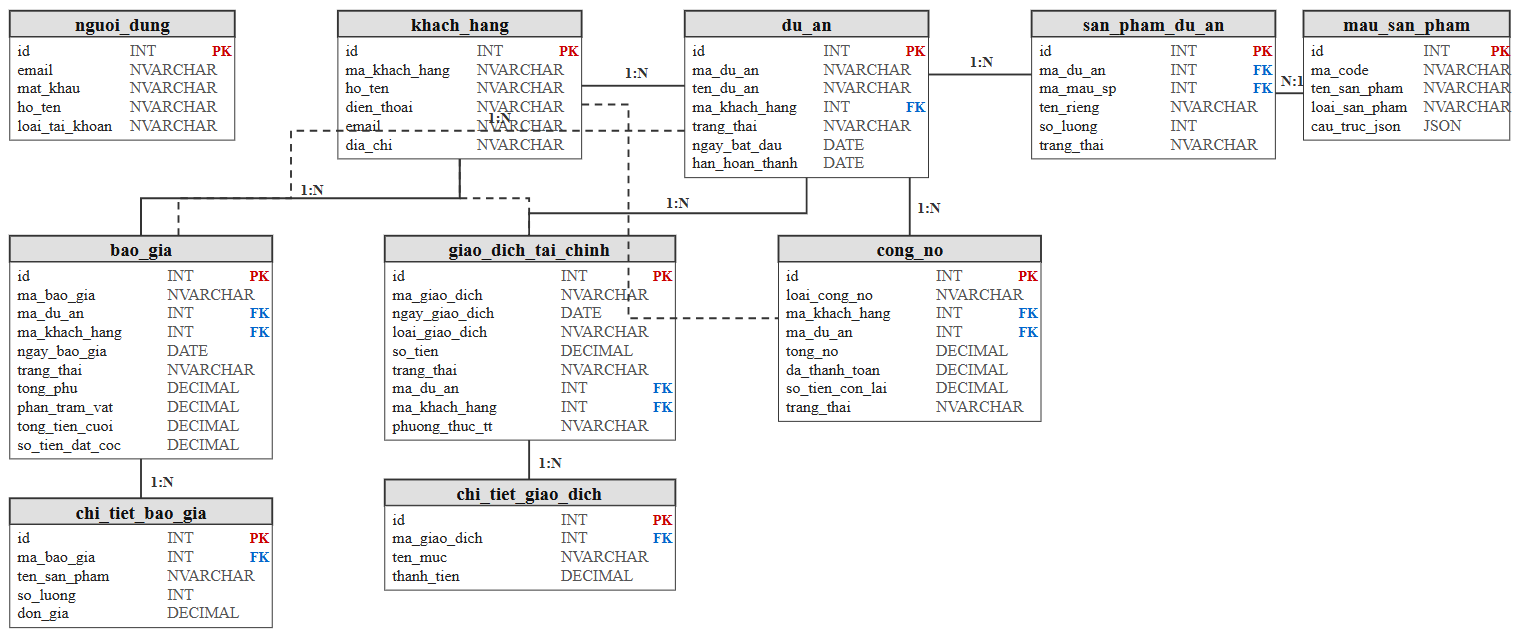 nguoi_dung
id INT PK
email NVARCHAR
mat_khau NVARCHAR
ho_ten NVARCHAR
loai_tai_khoan NVARCHAR
khach_hang
id INT PK
ma_khach_hang NVARCHAR
ho_ten NVARCHAR
dien_thoai NVARCHAR
email NVARCHAR
dia_chi NVARCHAR
du_an
id INT PK
ma_du_an NVARCHAR
ten_du_an NVARCHAR
ma_khach_hang INT FK
trang_thai NVARCHAR
ngay_bat_dau DATE
han_hoan_thanh DATE
san_pham_du_an
id INT PK
ma_du_an INT FK
ma_mau_sp INT FK
ten_rieng NVARCHAR
so_luong INT
trang_thai NVARCHAR
mau_san_pham
id INT PK
ma_code NVARCHAR
ten_san_pham NVARCHAR
loai_san_pham NVARCHAR
cau_truc_json JSON
1:N
1:N
N:1
1:N
1:N
1:N
1:N
bao_gia
id INT PK
ma_bao_gia NVARCHAR
ma_du_an INT FK
ma_khach_hang INT FK
ngay_bao_gia DATE
trang_thai NVARCHAR
tong_phu DECIMAL
phan_tram_vat DECIMAL
tong_tien_cuoi DECIMAL
so_tien_dat_coc DECIMAL
giao_dich_tai_chinh
id INT PK
ma_giao_dich NVARCHAR
ngay_giao_dich DATE
loai_giao_dich NVARCHAR
so_tien DECIMAL
trang_thai NVARCHAR
ma_du_an INT FK
ma_khach_hang INT FK
phuong_thuc_tt NVARCHAR
cong_no
id INT PK
loai_cong_no NVARCHAR
ma_khach_hang INT FK
ma_du_an INT FK
tong_no DECIMAL
da_thanh_toan DECIMAL
so_tien_con_lai DECIMAL
trang_thai NVARCHAR
1:N
1:N
chi_tiet_bao_gia
id INT PK
ma_bao_gia INT FK
ten_san_pham NVARCHAR
so_luong INT
don_gia DECIMAL
chi_tiet_giao_dich
id INT PK
ma_giao_dich INT FK
ten_muc NVARCHAR
thanh_tien DECIMAL